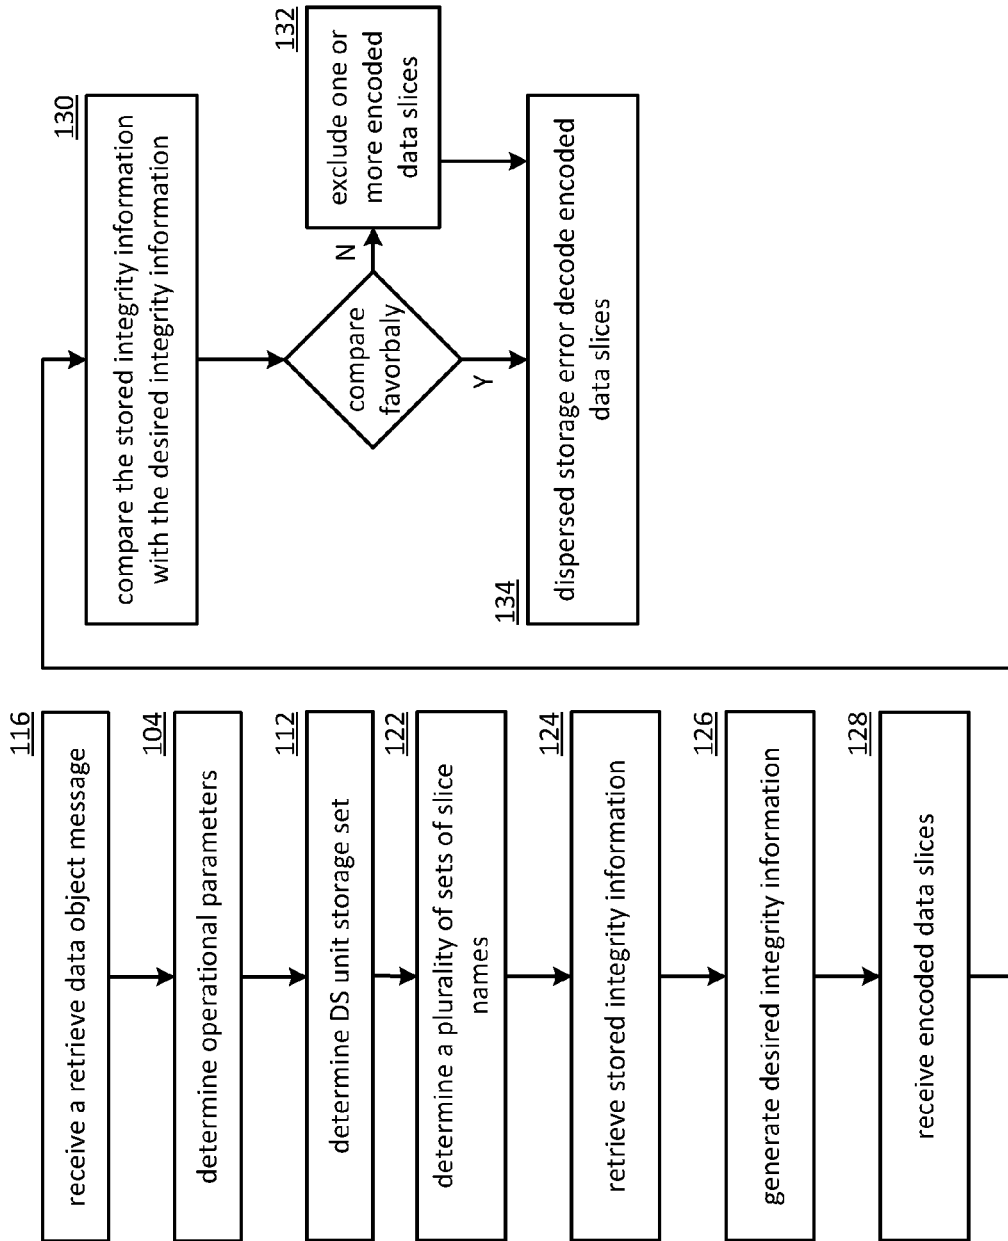 116
receive a retrieve data object message
104
determine operational parameters
112
determine DS unit storage set
122
determine a plurality of sets of slice
names
124
retrieve stored integrity information
126
generate desired integrity information
128
receive encoded data slices
130
compare the stored integrity information
with the desired integrity information
compare
favorbaly
N
Y
132
exclude one or
more encoded
data slices
134
dispersed storage error decode encoded
data slices